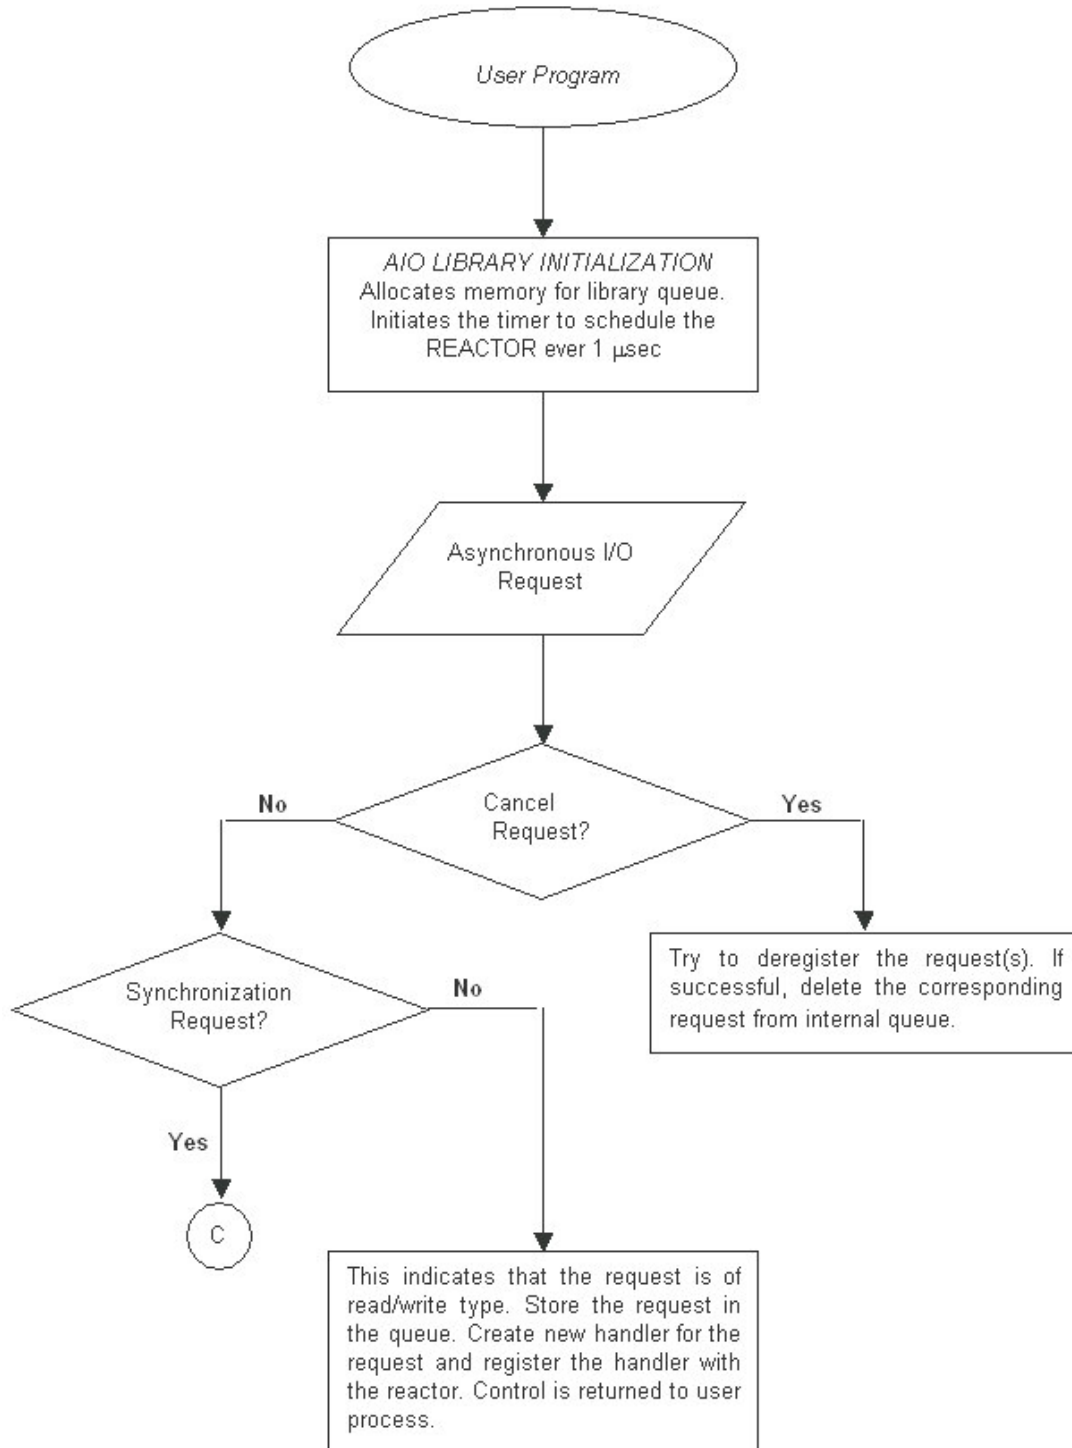 User Program
AIO LIBRARY INITIALIZATION
Allocates memory for library queue.
Initiates the timer to schedule the
REACTOR ever 1 μsec
Asynchronous I/O
Request
Cancel
Request?
No
Yes
Synchronization
Request?
No
Yes
Try to deregister the request(s). If
successful, delete the corresponding
request from internal queue.
C
This indicates that the request is of
read/write type. Store the request in
the queue. Create new handler for the
request and register the handler with
the reactor. Control is returned to user
process.